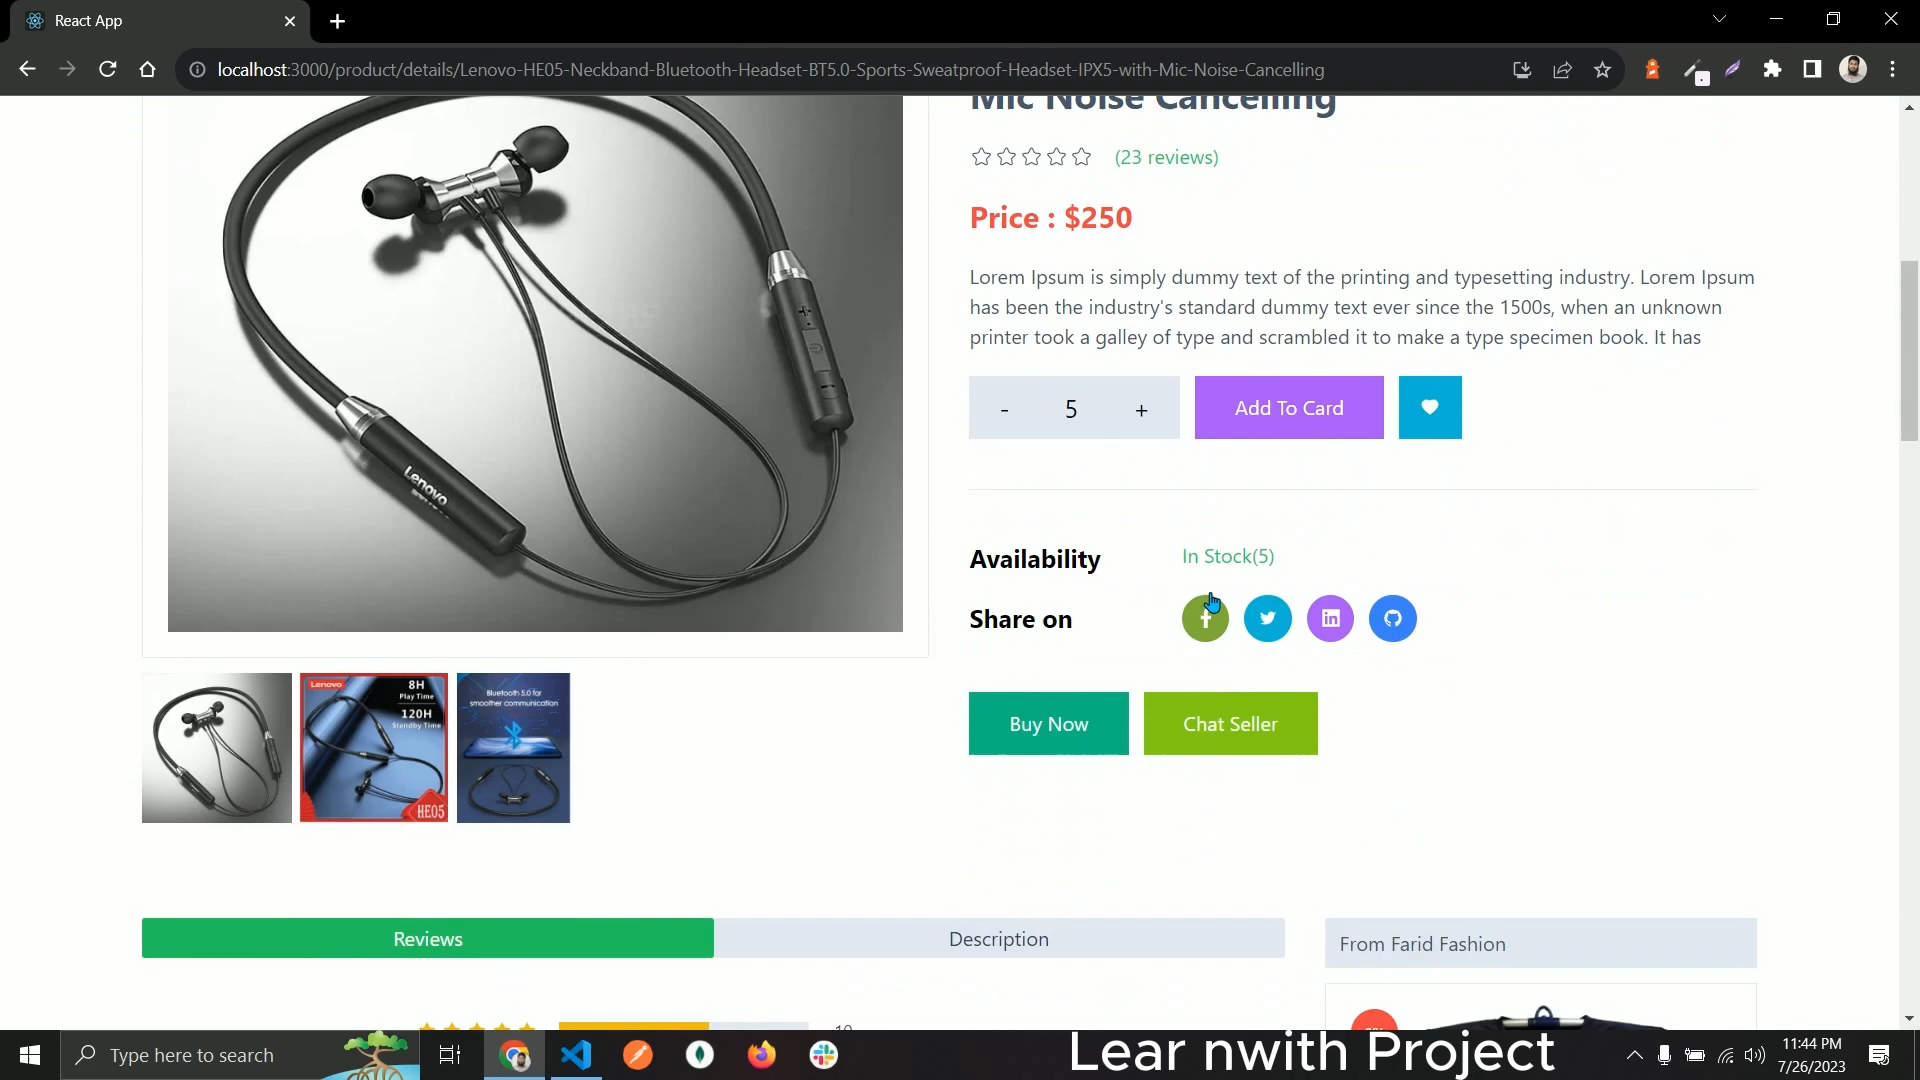 React App
localhost:3000/product/details/Lenovo-HE05-Neckband-Bluetooth-Headset-BT5.0-Sports-Sweatproof-Headset-IPX5-with-Mic-Noise-Cancelling
Mic Noise Cancelling
(23 reviews)
Price : $250
Lorem Ipsum is simply dummy text of the printing and typesetting industry. Lorem Ipsum
has been the industry's standard dummy text ever since the 1500s, when an unknown
printer took a galley of type and scrambled it to make a type specimen book. It has
- 5 +
Add To Card
Lenovo
Availability
In Stock(5)
Share on
Lenovo
8H
Play Time
120H
Standby Time
HE05
Bluetooth 5.0 for
smoother communication
Buy Now
Chat Seller
Reviews
Description
From Farid Fashion
10
Type here to search
Lear nwith Project
11:44 PM
7/26/2023